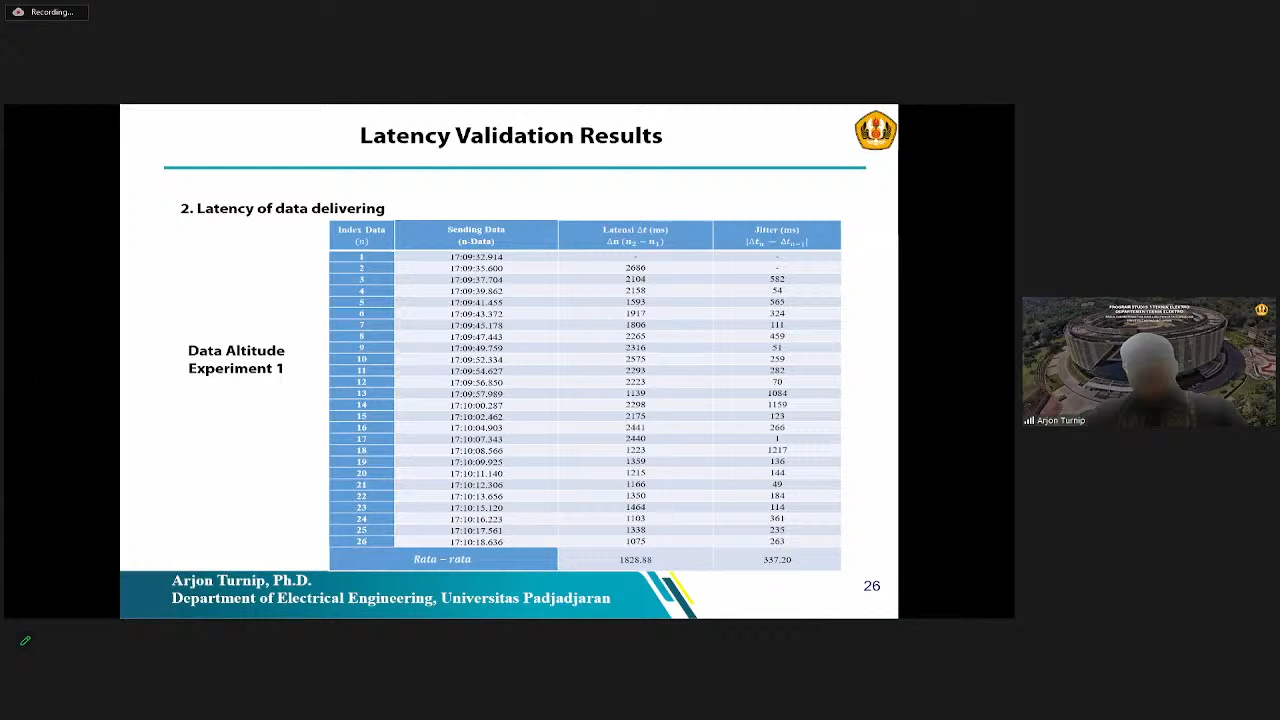 Recording...
Latency Validation Results
2. Latency of data delivering
Index Data Sending Data Latensi Δt (ms) Jitter (ms)
(n) (n-Data) Δn (n₂ − n₁) |Δtₙ − Δtₙ₋₁|
1 17:09:32.914 - -
2 17:09:35.600 2686 -
3 17:09:37.704 2104 582
4 17:09:39.862 2158 54
5 17:09:41.455 1593 565
6 17:09:43.372 1917 324
7 17:09:45.178 1806 111
8 17:09:47.443 2265 459
9 17:09:49.759 2316 51
10 17:09:52.334 2575 259
11 17:09:54.627 2293 282
12 17:09:56.850 2223 70
13 17:09:57.989 1139 1084
14 17:10:00.287 2298 1159
15 17:10:02.462 2175 123
16 17:10:04.903 2441 266
17 17:10:07.343 2440 1
18 17:10:08.566 1223 1217
19 17:10:09.925 1359 136
20 17:10:11.140 1215 144
21 17:10:12.306 1166 49
22 17:10:13.656 1350 184
23 17:10:15.120 1464 114
24 17:10:16.223 1103 361
25 17:10:17.561 1338 235
26 17:10:18.636 1075 263
Rata − rata 1828.88 337.20
Data Altitude
Experiment 1
Arjon Turnip, Ph.D.
Department of Electrical Engineering, Universitas Padjadjaran
26
DEPARTEMEN TEKNIK ELEKTRO
Arjon Turnip